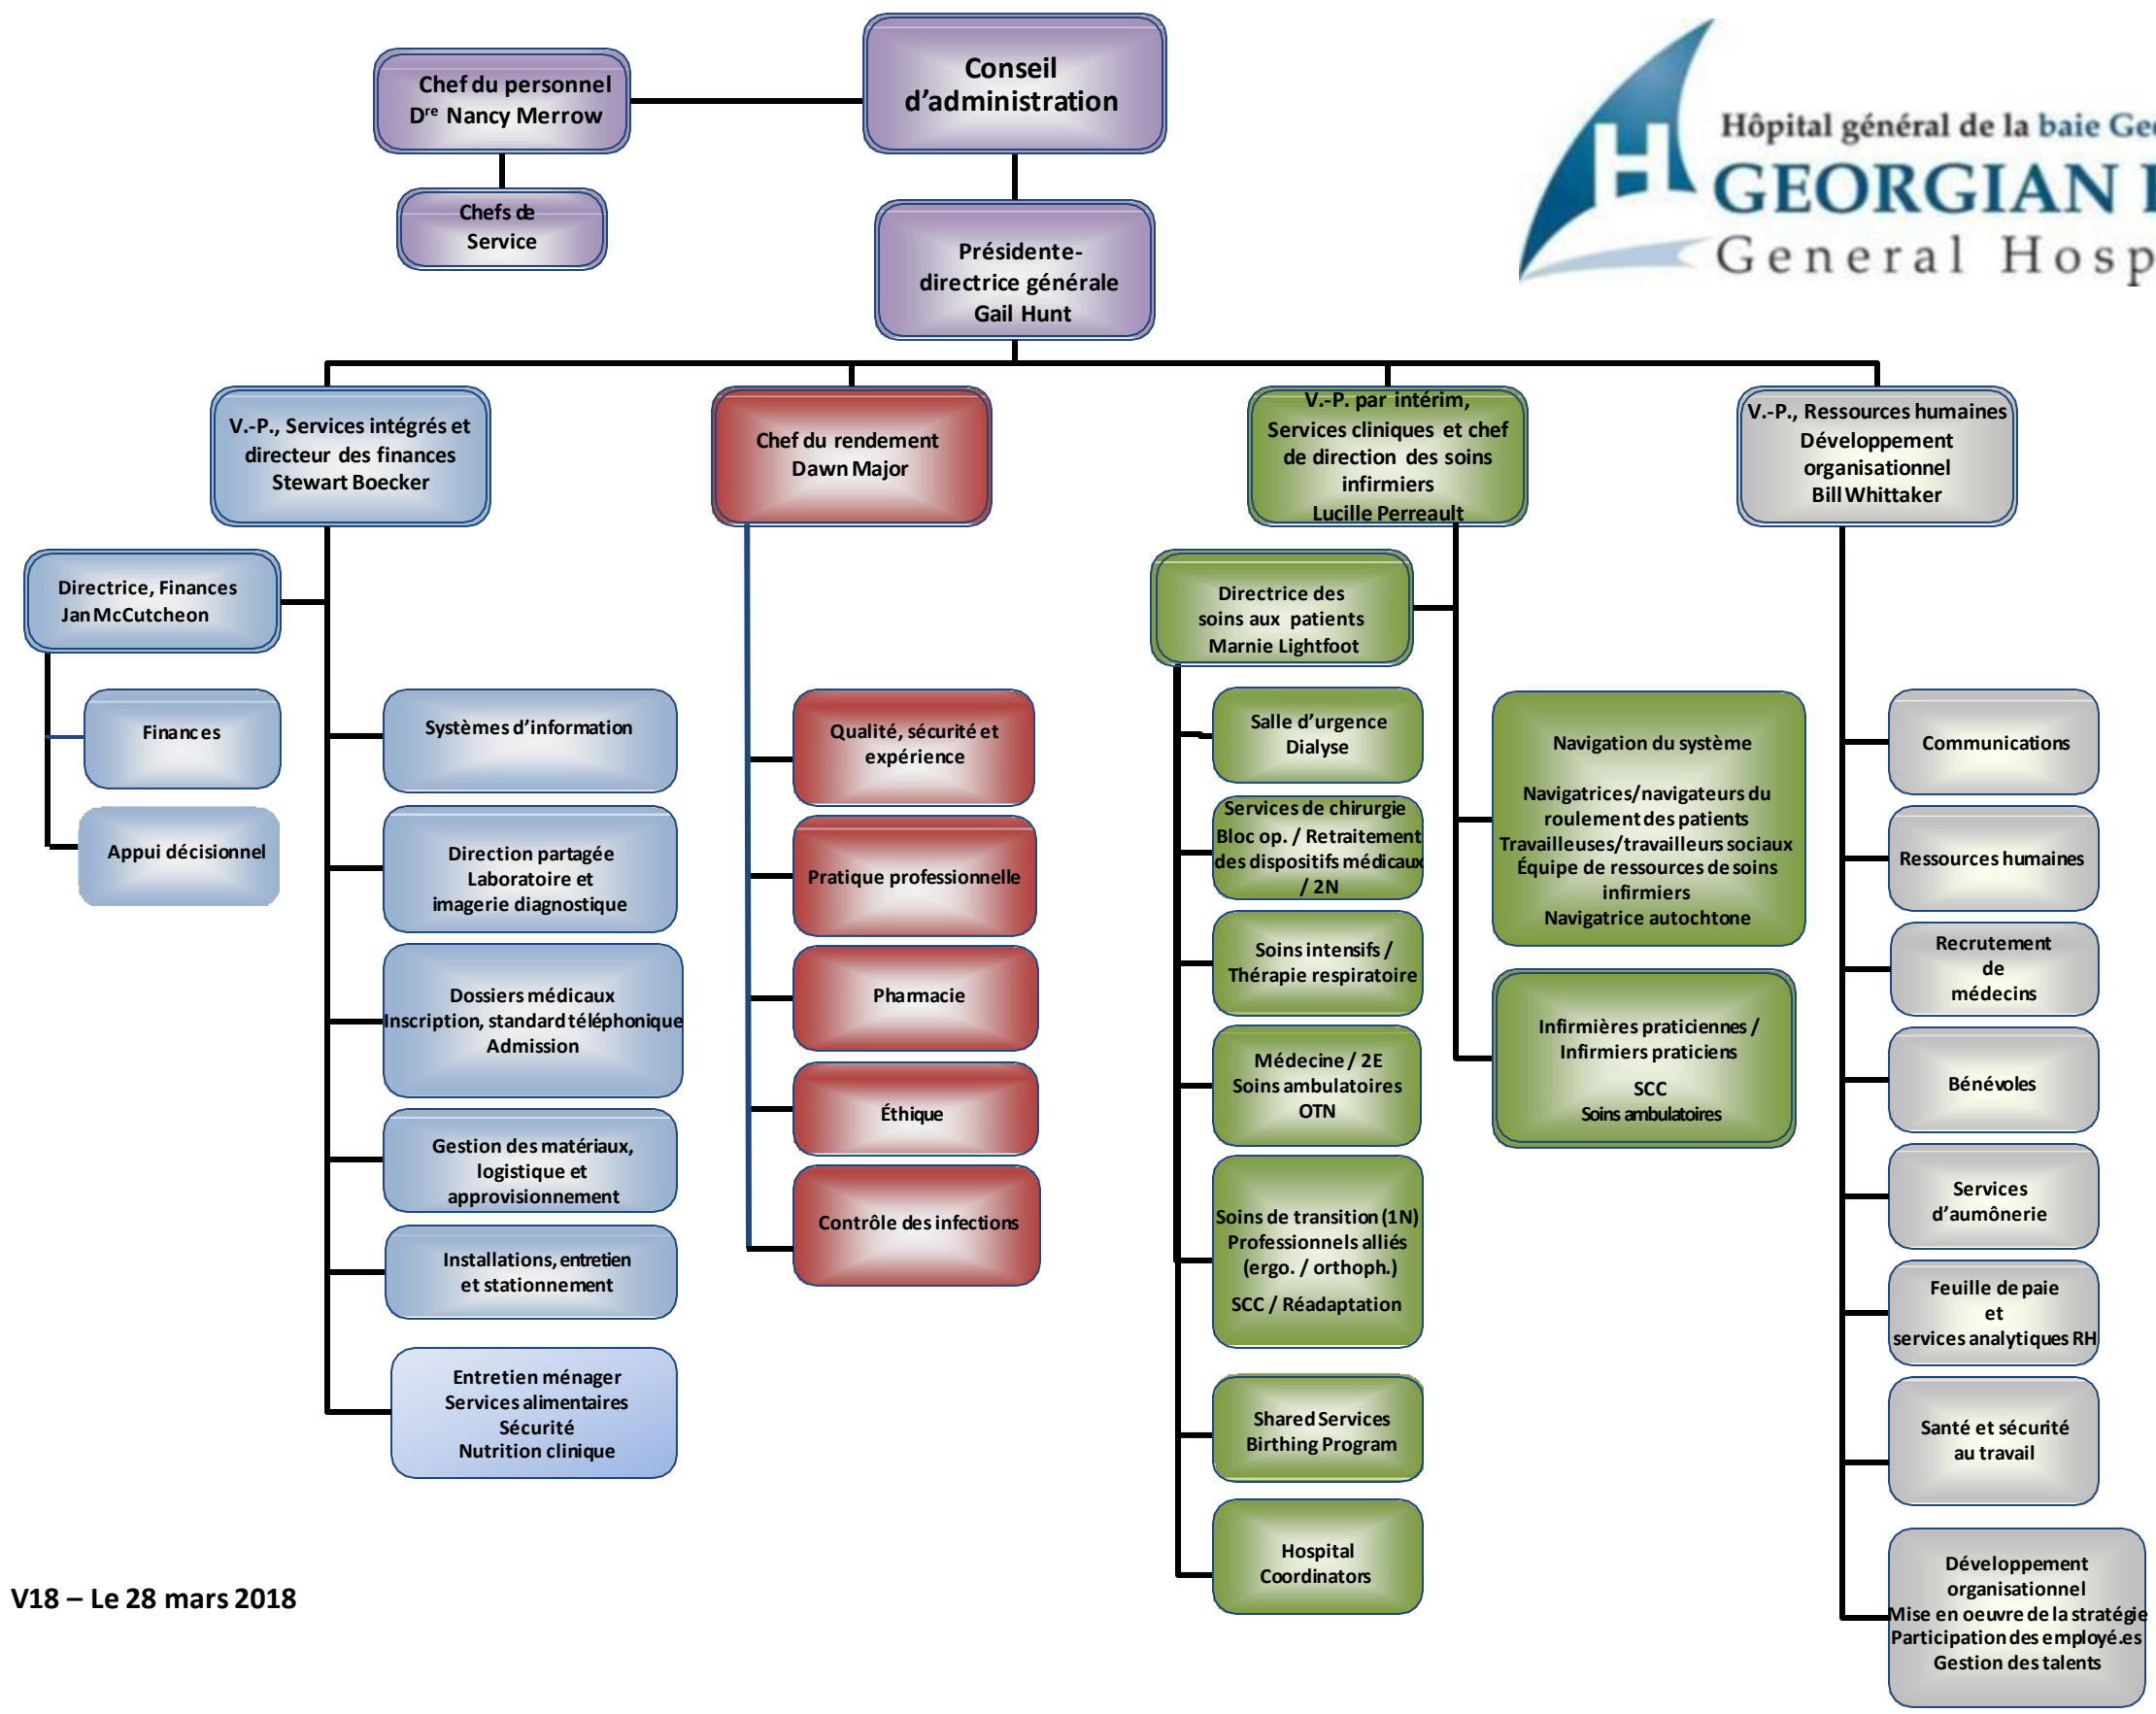 Chef du personnel
Dre Nancy Merrow
Conseil
d’administration
Hôpital général de la baie
GEORGIAN
General
Chefs de
Service
Présidente-
directrice générale
Gail Hunt
V.-P., Services intégrés et
directeur des finances
Stewart Boecker
Chef du rendement
Dawn Major
V.-P. par intérim,
Services cliniques et chef
de direction des soins
infirmiers
Lucille Perreault
V.-P., Ressources humaines
Développement
organisationnel
Bill Whittaker
Directrice, Finances
Jan McCutcheon
Finances
Appui décisionnel
Systèmes d’information
Direction partagée
Laboratoire et
imagerie diagnostique
Dossiers médicaux
Inscription, standard téléphonique
Admission
Gestion des matériaux,
logistique et
approvisionnement
Installations, entretien
et stationnement
Entretien ménager
Services alimentaires
Sécurité
Nutrition clinique
Qualité, sécurité et
expérience
Pratique professionnelle
Pharmacie
Éthique
Contrôle des infections
Directrice des
soins aux patients
Marnie Lightfoot
Salle d’urgence
Dialyse
Services de chirurgie
Bloc op. / Retraitement
des dispositifs médicaux
/ 2N
Soins intensifs /
Thérapie respiratoire
Médecine / 2E
Soins ambulatoires
OTN
Soins de transition (1N)
Professionnels alliés
(ergo. / orthoph.)
SCC / Réadaptation
Shared Services
Birthing Program
Hospital
Coordinators
Navigation du système
Navigatrices/navigateurs du
roulement des patients
Travailleuses/travailleurs sociaux
Équipe de ressources de soins
infirmiers
Navigatrice autochtone
Infirmières praticiennes /
Infirmiers praticiens
SCC
Soins ambulatoires
Communications
Ressources humaines
Recrutement
de
médecins
Bénévoles
Services
d’aumônerie
Feuille de paie
et
services analytiques RH
Santé et sécurité
au travail
Développement
organisationnel
Mise en oeuvre de la stratégie
Participation des employé.es
Gestion des talents
V18 – Le 28 mars 2018